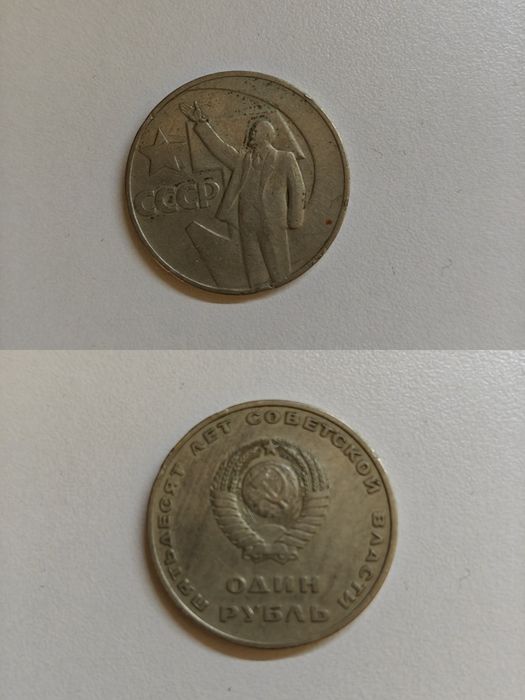 СССР
ПЯТЬДЕСЯТ ЛЕТ СОВЕТСКОЙ ВЛАСТИ
ОДИН
РУБЛЬ